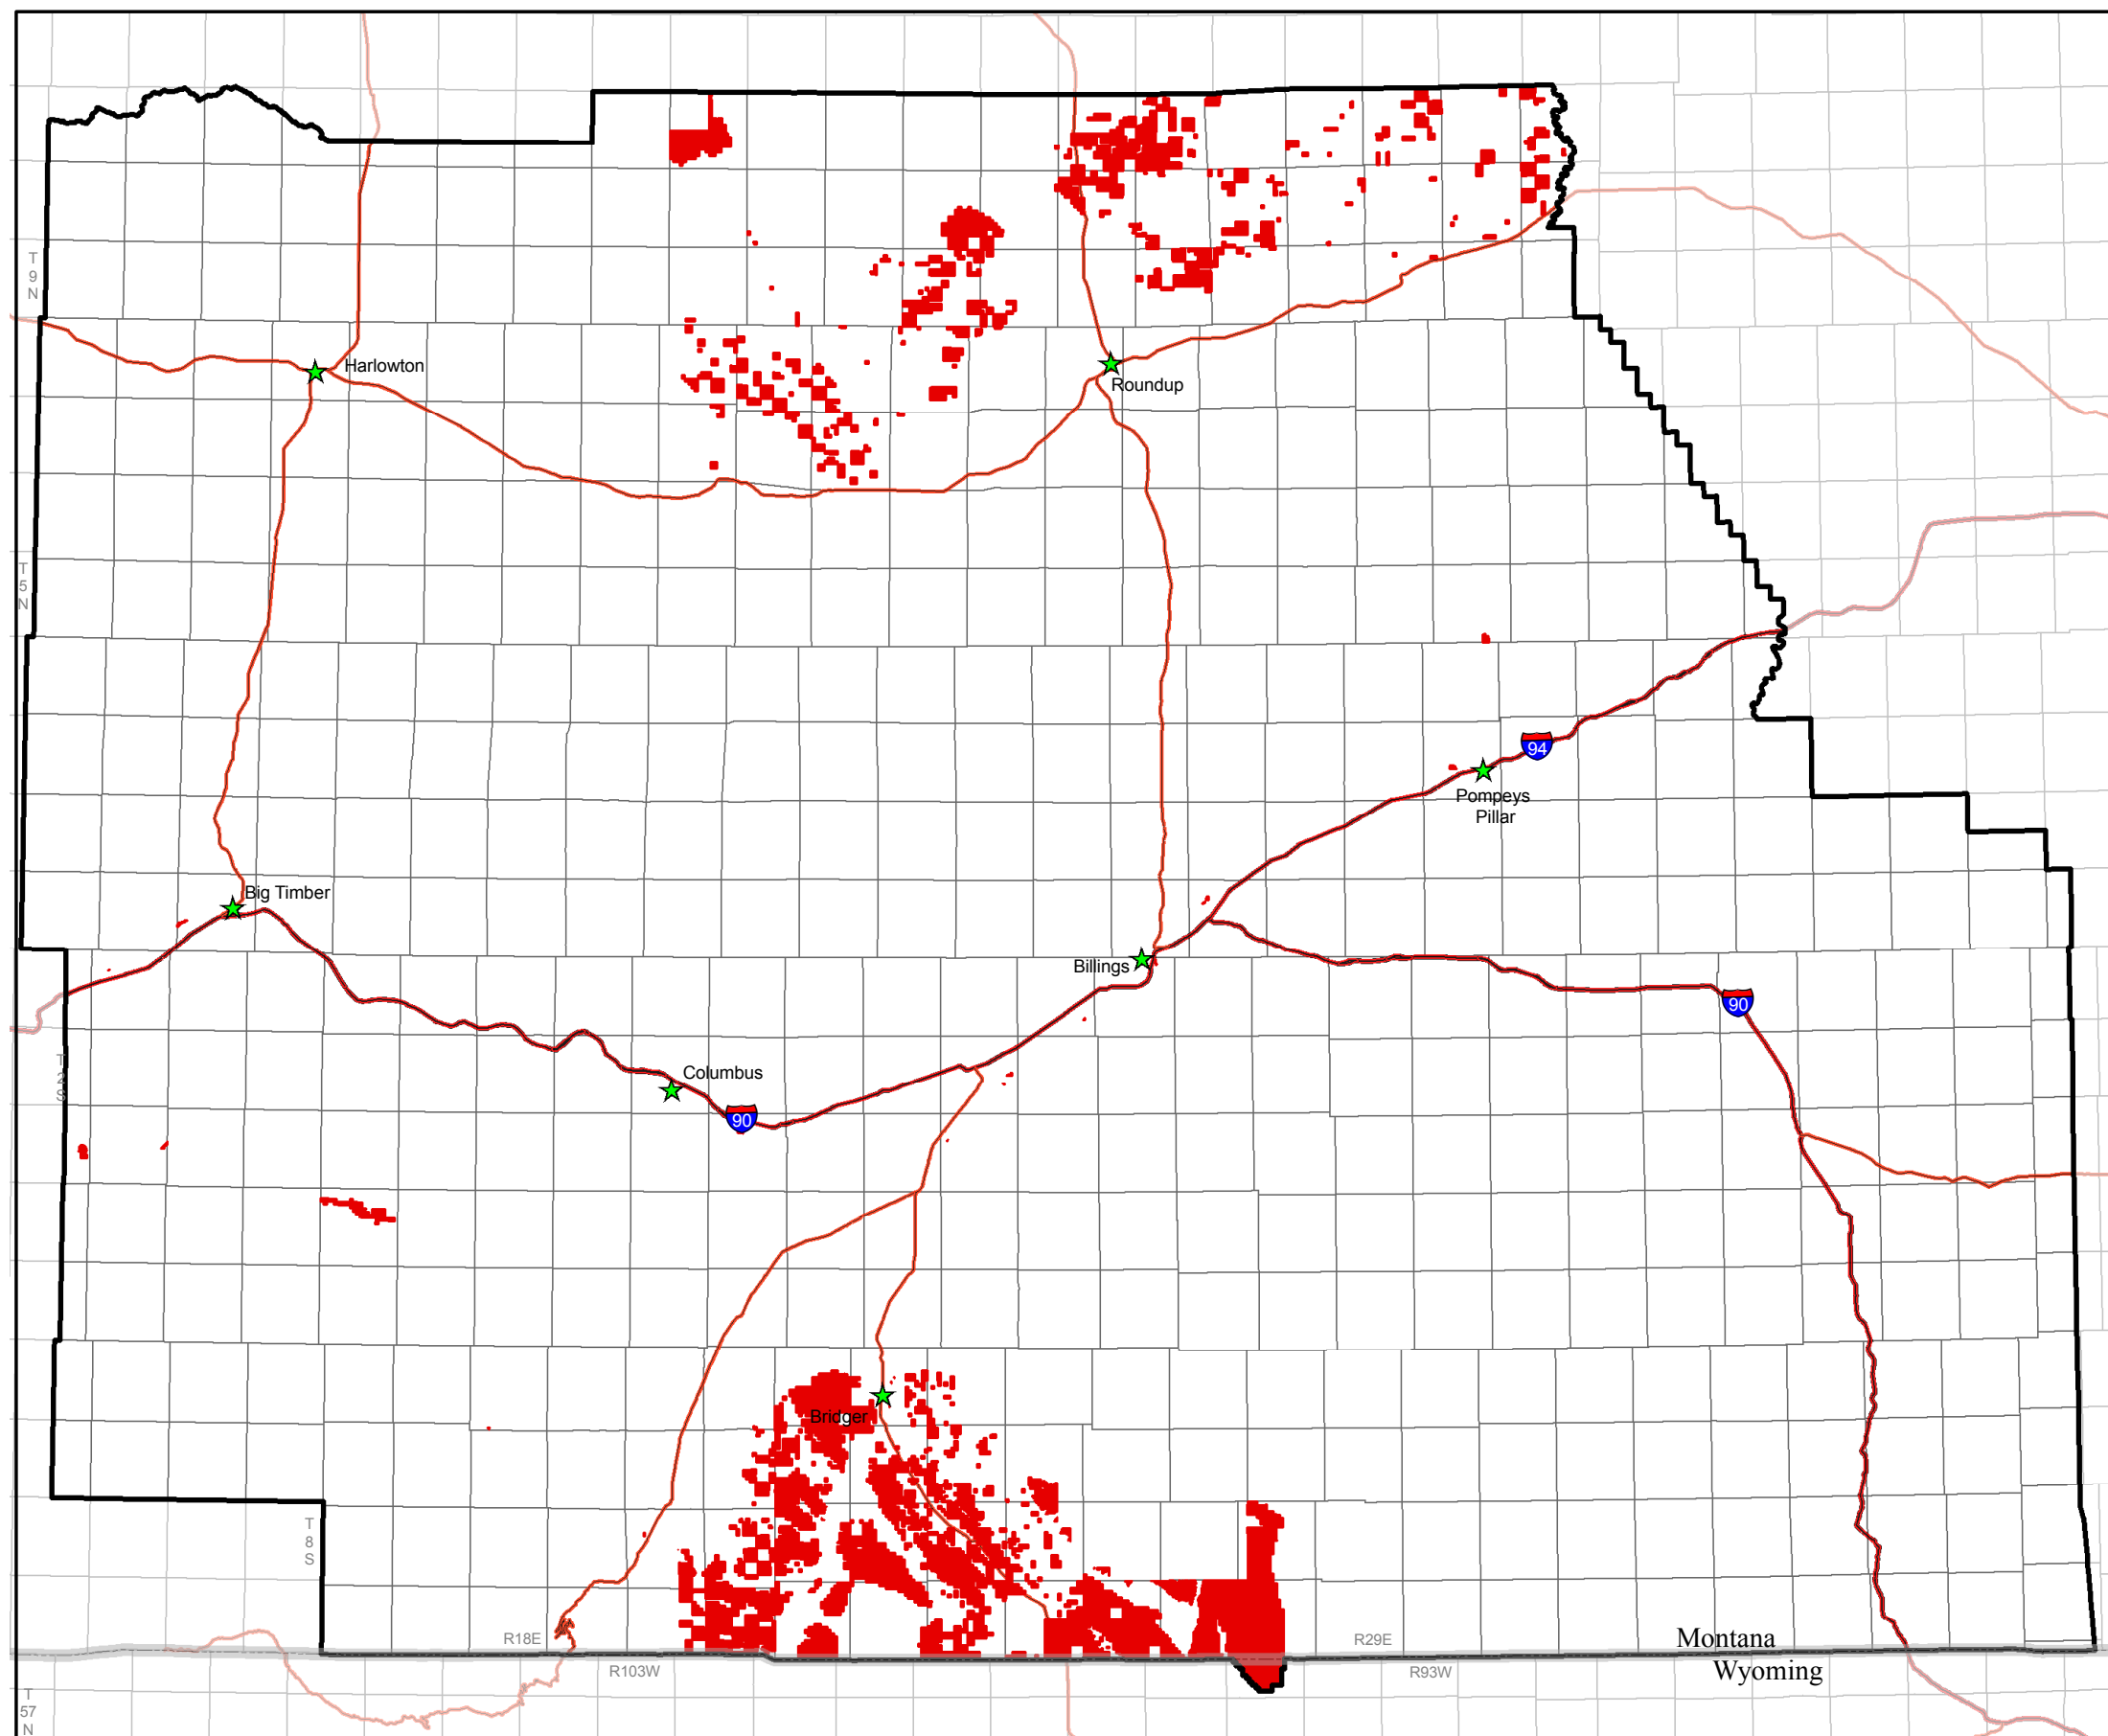 T
9
N
Harlowton
Roundup
T
5
N
94
Pompeys
Pillar
Big Timber
Billings
90
T
2
S
Columbus
90
Bridger
T
8
S
R18E
R29E
Montana
R103W
R93W
Wyoming
T
57
N